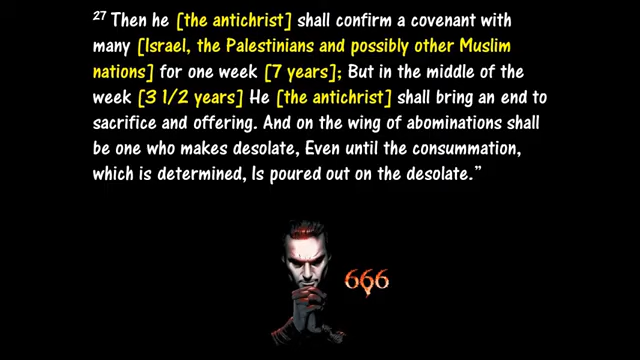 27 Then he [the antichrist] shall confirm a covenant with
many [Israel, the Palestinians and possibly other Muslim
nations] for one week [7 years]; But in the middle of the
week [3 1/2 years] He [the antichrist] shall bring an end to
sacrifice and offering. And on the wing of abominations shall
be one who makes desolate, Even until the consummation,
which is determined, Is poured out on the desolate.”
666